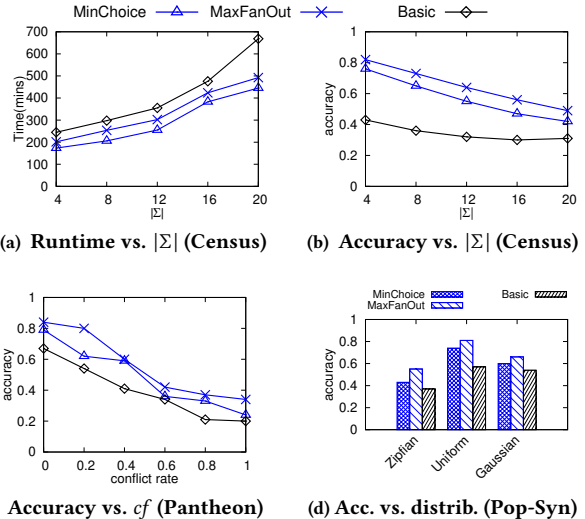 MinChoice MaxFanOut Basic
700
600
500
400
300
200
100
0
Time(mins)
4 8 12 16 20
|Σ|
(a) Runtime vs. |Σ| (Census)
1
0.8
0.6
0.4
0.2
0
accuracy
4 8 12 16 20
|Σ|
(b) Accuracy vs. |Σ| (Census)
1
0.8
0.6
0.4
0.2
0
accuracy
0 0.2 0.4 0.6 0.8 1
conflict rate
Accuracy vs. cf (Pantheon)
MinChoice Basic
MaxFanOut
1
0.8
0.6
0.4
0.2
0
accuracy
Zipfian Uniform Gaussian
(d) Acc. vs. distrib. (Pop-Syn)